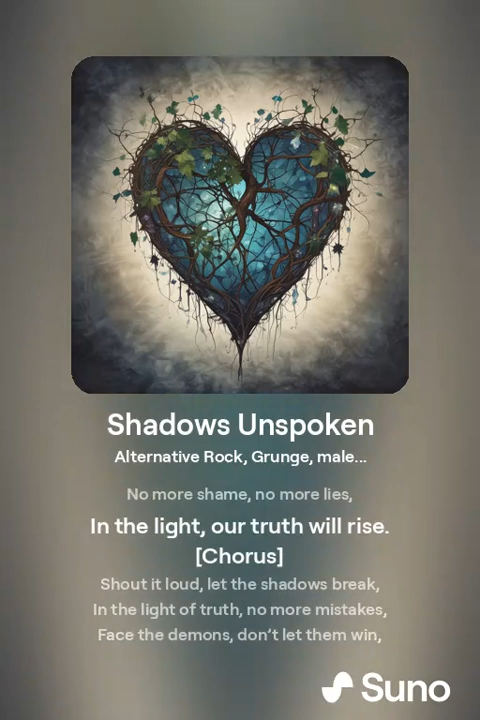 Shadows Unspoken
Alternative Rock, Grunge, male...
No more shame, no more lies,
In the light, our truth will rise.
[Chorus]
Shout it loud, let the shadows break,
In the light of truth, no more mistakes,
Face the demons, don’t let them win,
Suno